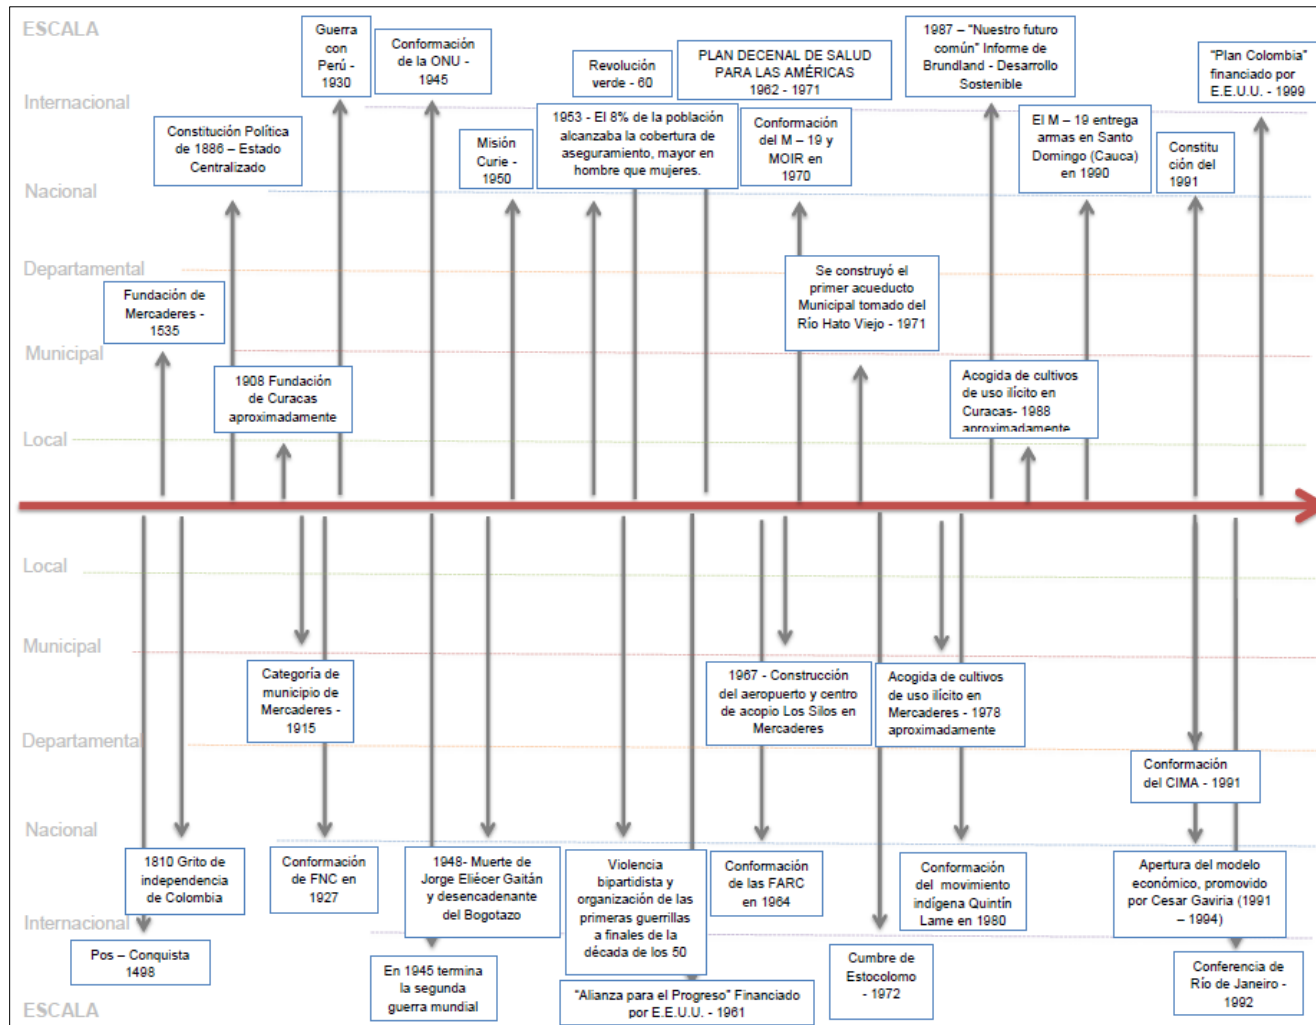 ESCALA
Guerra
con
Perú -
1930
Conformación
de la ONU -
1945
Revolución
verde - 60
PLAN DECENAL DE SALUD
PARA LAS AMÉRICAS
1962 - 1971
1987 – “Nuestro futuro
común” Informe de
Brundland - Desarrollo
Sostenible
“Plan Colombia”
financiado por
E.E.U.U. - 1999
Internacional
Constitución Política
de 1886 – Estado
Centralizado
Misión
Curie -
1950
1953 - El 8% de la población
alcanzaba la cobertura de
aseguramiento, mayor en
hombre que mujeres.
Conformación
del M – 19 y
MOIR en
1970
El M – 19 entrega
armas en Santo
Domingo (Cauca)
en 1990
Constitu
ción del
1991
Nacional
Departamental
Fundación de
Mercaderes -
1535
Se construyó el
primer acueducto
Municipal tomado del
Río Hato Viejo - 1971
Municipal
1908 Fundación
de Curacas
aproximadamente
Acogida de cultivos
de uso ilícito en
Curacas- 1988
aproximadamente
Local
Local
Municipal
Categoría de
municipio de
Mercaderes -
1915
1967 - Construcción
del aeropuerto y centro
de acopio Los Silos en
Mercaderes
Acogida de cultivos
de uso ilícito en
Mercaderes - 1978
aproximadamente
Departamental
Conformación
del CIMA - 1991
Nacional
1810 Grito de
independencia
de Colombia
Conformación
de FNC en
1927
1948- Muerte de
Jorge Eliécer Gaitán
y desencadenante
del Bogotazo
Violencia
bipartidista y
organización de las
primeras guerrillas
a finales de la
década de los 50
Conformación
de las FARC
en 1964
Conformación
del movimiento
indígena Quintín
Lame en 1980
Apertura del modelo
económico, promovido
por Cesar Gaviria (1991
– 1994)
Internacional
Pos – Conquista
1498
En 1945 termina
la segunda
guerra mundial
“Alianza para el Progreso” Financiado
por E.E.U.U. - 1961
Cumbre de
Estocolomo
- 1972
Conferencia de
Río de Janeiro -
1992
ESCALA